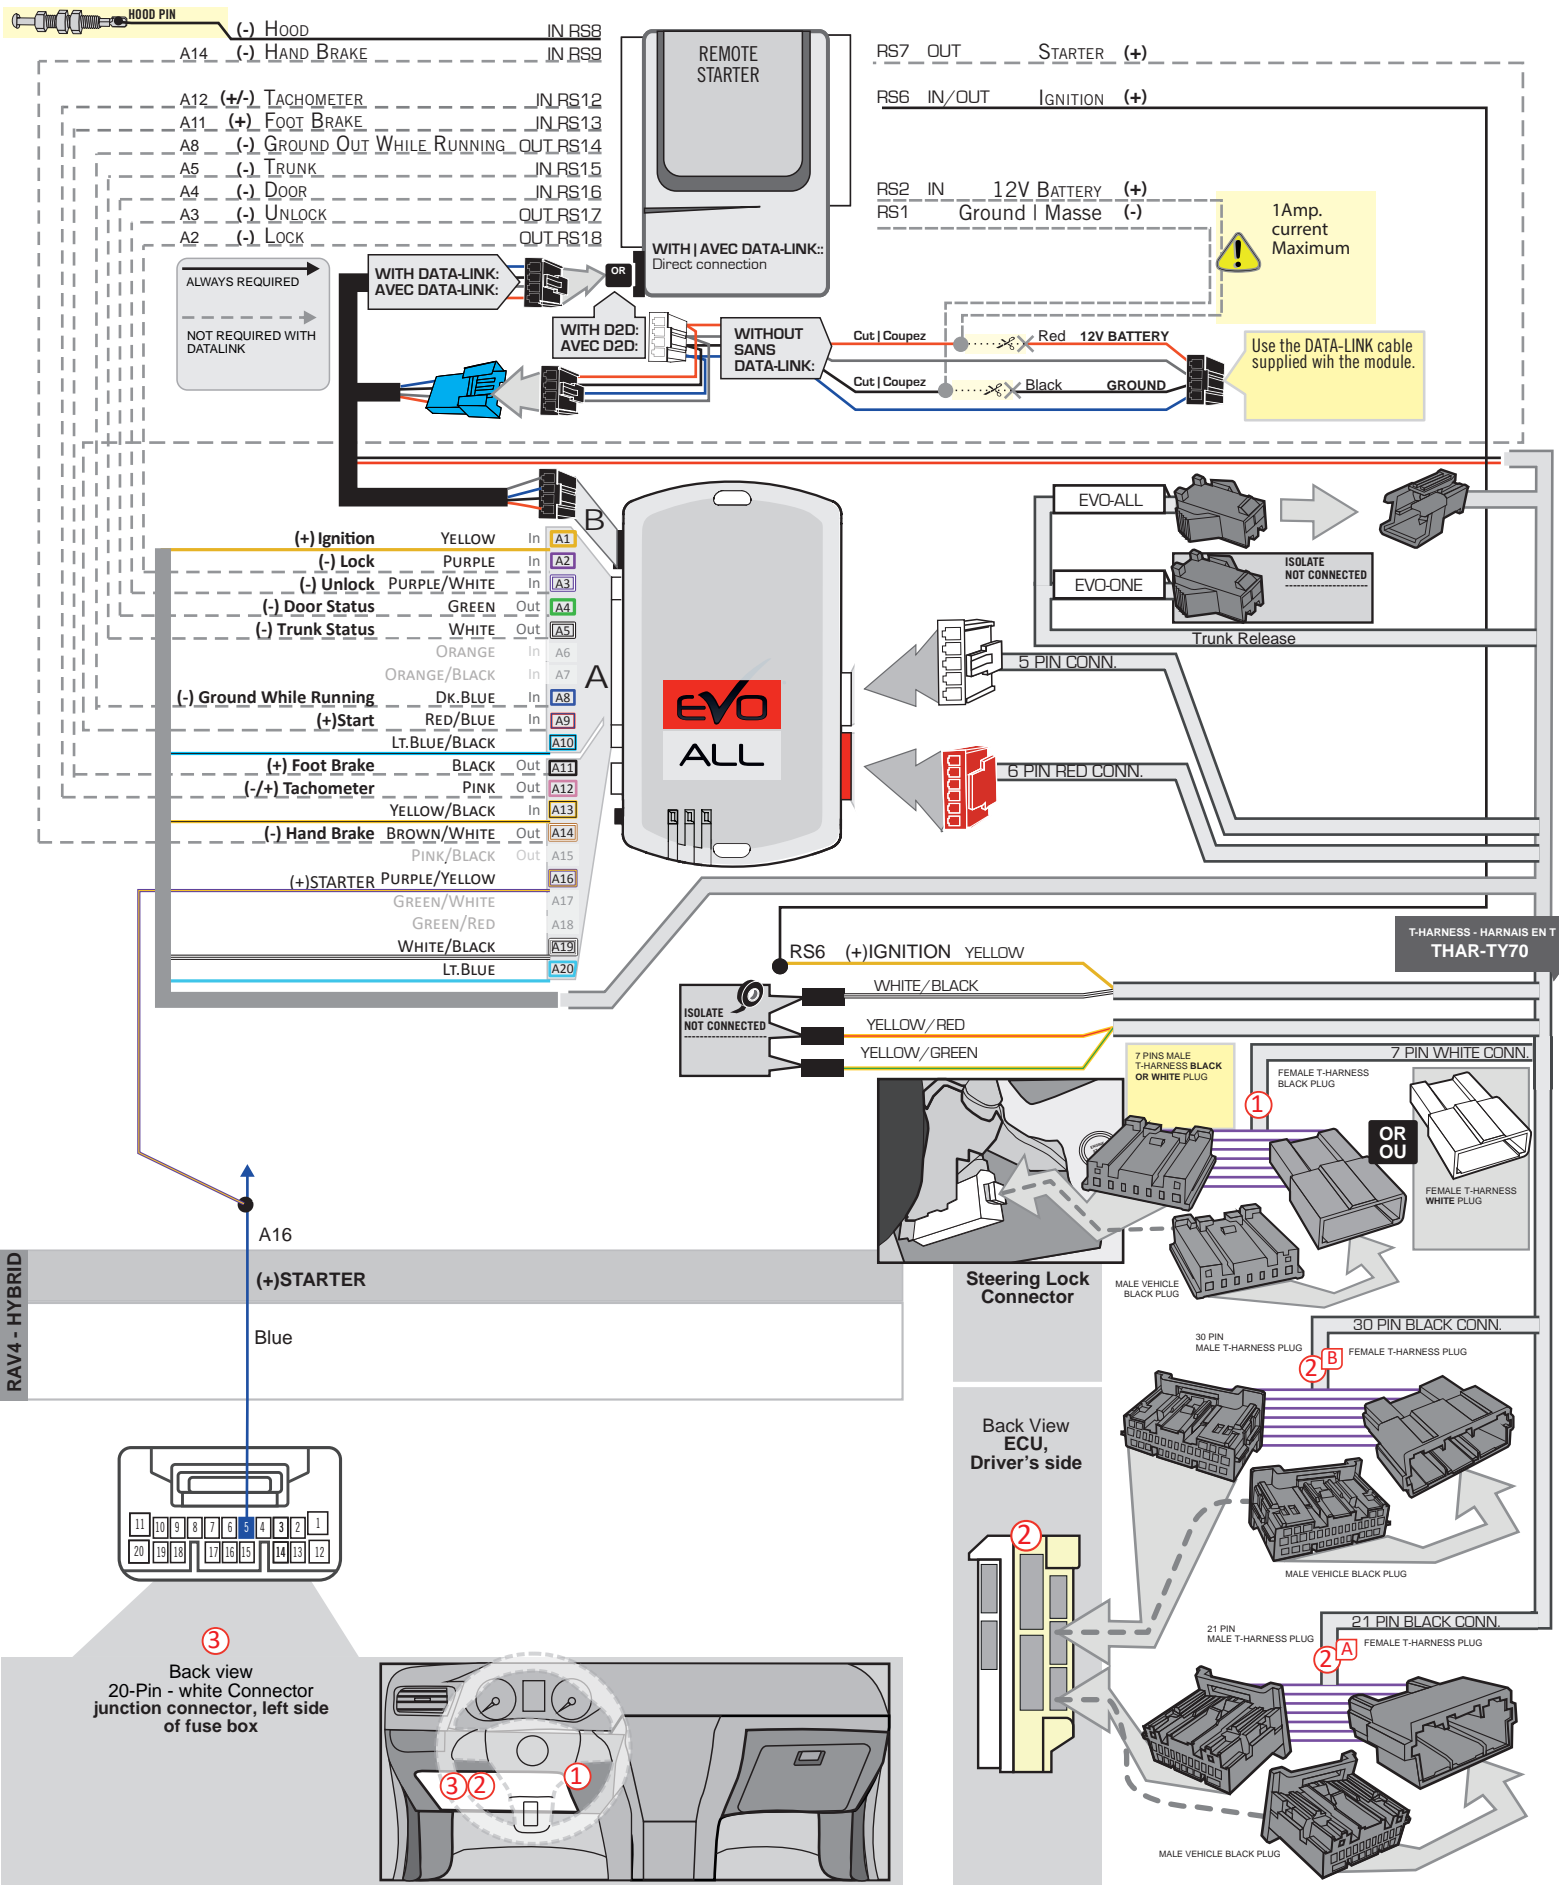 HOOD PIN
(-) HOOD IN RS8
A14 (-) HAND BRAKE IN RS9
A12 (+/-) TACHOMETER IN RS12
A11 (+) FOOT BRAKE IN RS13
A8 (-) GROUND OUT WHILE RUNNING OUT RS14
A5 (-) TRUNK IN RS15
A4 (-) DOOR IN RS16
A3 (-) UNLOCK OUT RS17
A2 (-) LOCK OUT RS18
REMOTE
STARTER
WITH | AVEC DATA-LINK::
Direct connection
RS7 OUT STARTER (+)
RS6 IN/OUT IGNITION (+)
RS2 IN 12V BATTERY (+)
RS1 Ground | Masse (-)
1Amp.
current
Maximum
ALWAYS REQUIRED
NOT REQUIRED WITH
DATALINK
WITH DATA-LINK:
AVEC DATA-LINK:
OR
WITH D2D:
AVEC D2D:
WITHOUT
SANS
DATA-LINK:
Cut | Coupez Red 12V BATTERY
Cut | Coupez Black GROUND
Use the DATA-LINK cable
supplied wih the module.
B
A
(+) Ignition YELLOW In A1
(-) Lock PURPLE In A2
(-) Unlock PURPLE/WHITE In A3
(-) Door Status GREEN Out A4
(-) Trunk Status WHITE Out A5
ORANGE In A6
ORANGE/BLACK In A7
(-) Ground While Running DK.BLUE In A8
(+)Start RED/BLUE In A9
LT.BLUE/BLACK A10
(+) Foot Brake BLACK Out A11
(-/+) Tachometer PINK Out A12
YELLOW/BLACK In A13
(-) Hand Brake BROWN/WHITE Out A14
PINK/BLACK Out A15
(+)STARTER PURPLE/YELLOW A16
GREEN/WHITE A17
GREEN/RED A18
WHITE/BLACK A19
LT.BLUE A20
EVO
ALL
EVO-ALL
EVO-ONE
ISOLATE
NOT CONNECTED
Trunk Release
5 PIN CONN.
6 PIN RED CONN.
T-HARNESS - HARNAIS EN T
THAR-TY70
RS6 (+)IGNITION YELLOW
WHITE/BLACK
YELLOW/RED
YELLOW/GREEN
ISOLATE
NOT CONNECTED
7 PIN WHITE CONN.
7 PINS MALE
T-HARNESS BLACK
OR WHITE PLUG
FEMALE T-HARNESS
BLACK PLUG
1
OR
OU
FEMALE T-HARNESS
WHITE PLUG
MALE VEHICLE
BLACK PLUG
Steering Lock
Connector
A16
RAV4 - HYBRID
(+)STARTER
Blue
30 PIN BLACK CONN.
30 PIN
MALE T-HARNESS PLUG
2 B
FEMALE T-HARNESS PLUG
MALE VEHICLE BLACK PLUG
Back View
ECU,
Driver's side
2
11 10 9 8 7 6 5 4 3 2 1
20 19 18 17 16 15 14 13 12
3
Back view
20-Pin - white Connector
junction connector, left side
of fuse box
3 2 1
21 PIN BLACK CONN.
21 PIN
MALE T-HARNESS PLUG
2 A
FEMALE T-HARNESS PLUG
MALE VEHICLE BLACK PLUG